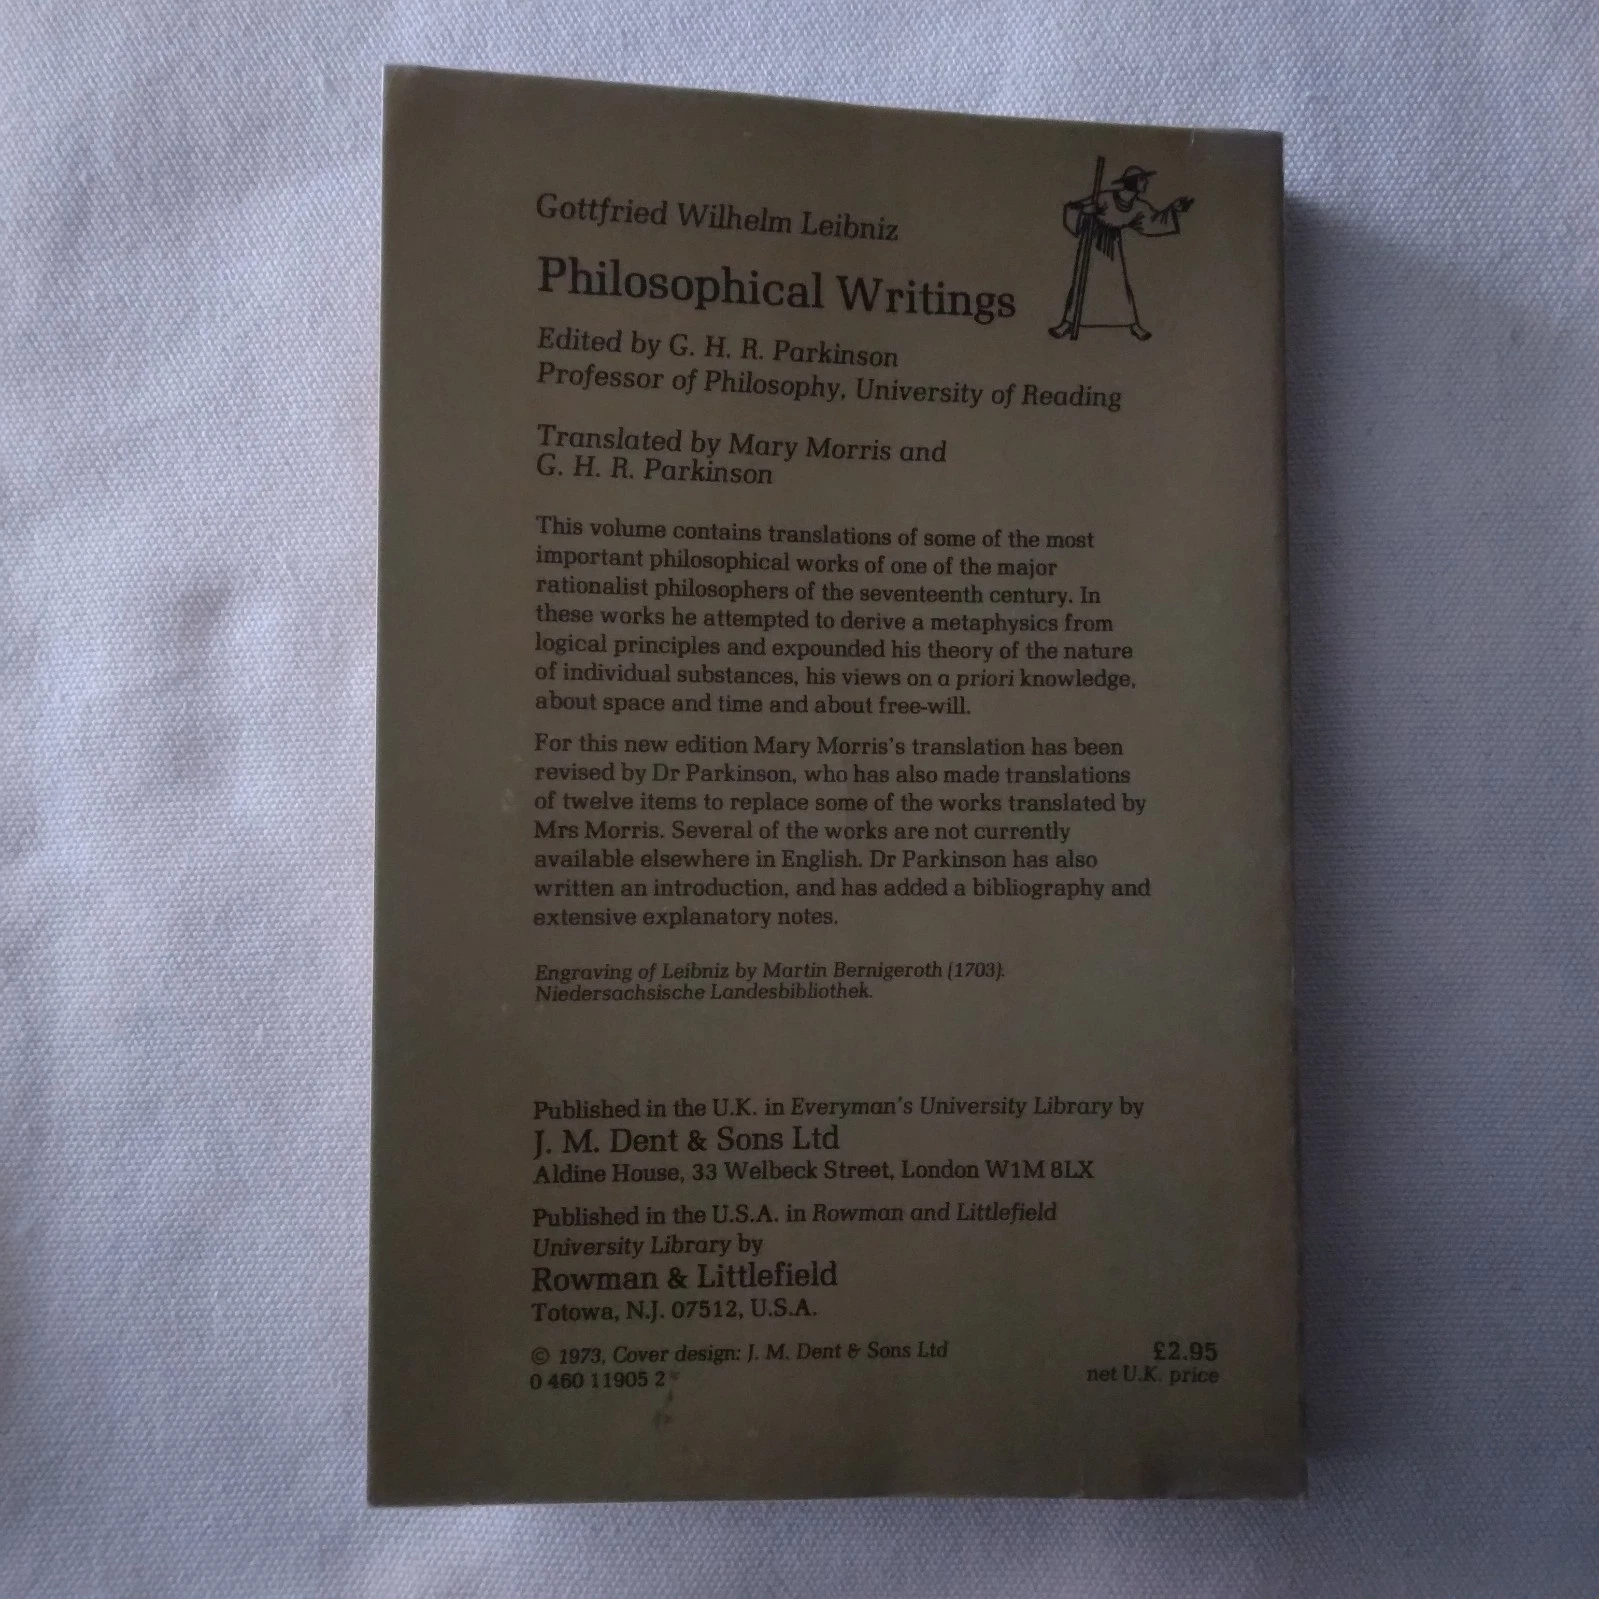 Gottfried Wilhelm Leibniz
Philosophical Writings
Edited by G. H. R. Parkinson
Professor of Philosophy, University of Reading
Translated by Mary Morris and
G. H. R. Parkinson
This volume contains translations of some of the most
important philosophical works of one of the major
rationalist philosophers of the seventeenth century. In
these works he attempted to derive a metaphysics from
logical principles and expounded his theory of the nature
of individual substances, his views on a priori knowledge,
about space and time and about free-will.
For this new edition Mary Morris's translation has been
revised by Dr Parkinson, who has also made translations
of twelve items to replace some of the works translated by
Mrs Morris. Several of the works are not currently
available elsewhere in English. Dr Parkinson has also
written an introduction, and has added a bibliography and
extensive explanatory notes.
Engraving of Leibniz by Martin Bernigeroth (1703).
Niedersachsische Landesbibliothek.
Published in the U.K. in Everyman's University Library by
J. M. Dent & Sons Ltd
Aldine House, 33 Welbeck Street, London W1M 8LX
Published in the U.S.A. in Rowman and Littlefield
University Library by
Rowman & Littlefield
Totowa, N.J. 07512, U.S.A.
© 1973, Cover design: J. M. Dent & Sons Ltd
0 460 11905 2
£2.95
net U.K. price